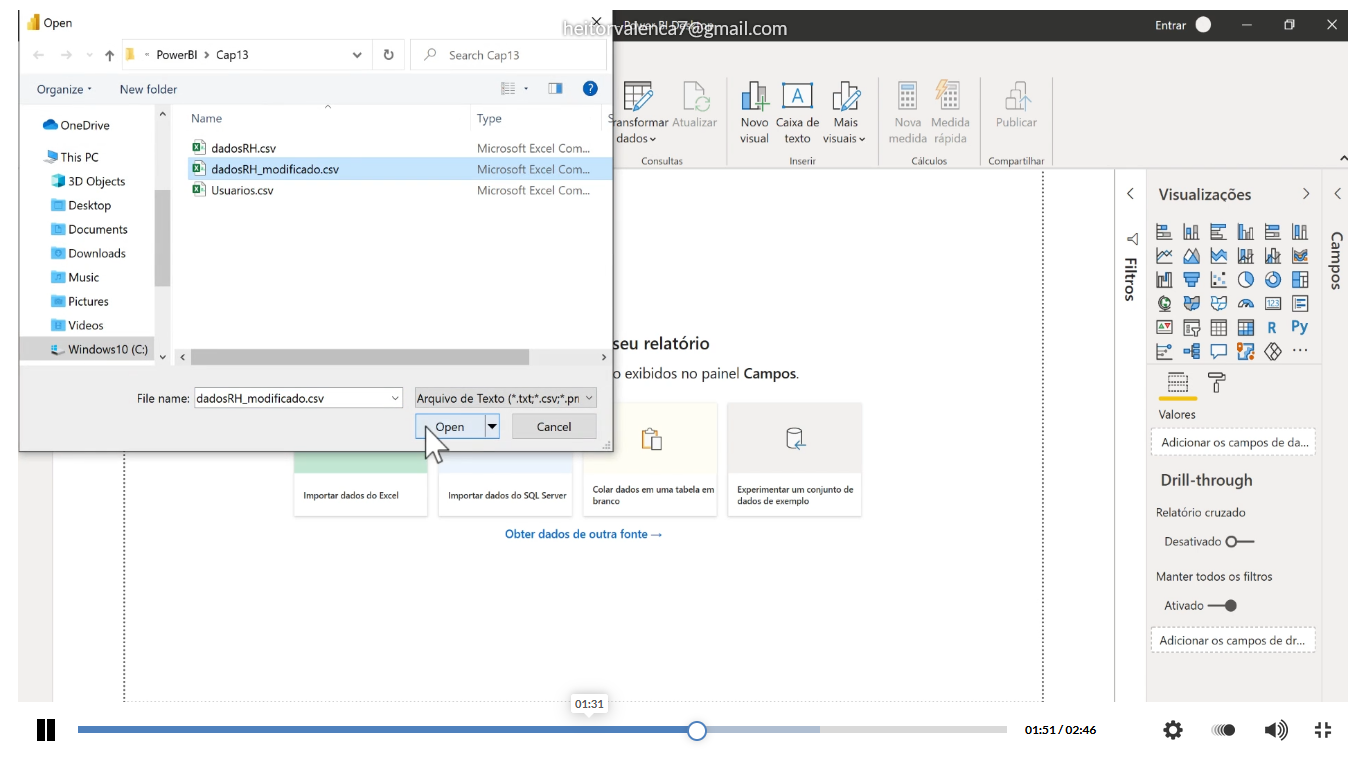 Open
heitorvalenca7@gmail.com
Power BI Desktop
Entrar
« PowerBI > Cap13
Search Cap13
Organize
New folder
Name
Type
S
OneDrive
This PC
3D Objects
Desktop
Documents
Downloads
Music
Pictures
Videos
Windows10 (C:)
dadosRH.csv
Microsoft Excel Com...
dadosRH_modificado.csv
Microsoft Excel Com...
Usuarios.csv
Microsoft Excel Com...
File name:
dadosRH_modificado.csv
Arquivo de Texto (*.txt;*.csv;*.pr
Open
Cancel
ransformar
dados
Atualizar
Consultas
Novo
visual
Caixa de
texto
A
Mais
visuais
Inserir
Nova
medida
Medida
rápida
Cálculos
Publicar
Compartilhar
seu relatório
o exibidos no painel Campos.
Importar dados do Excel
Importar dados do SQL Server
Colar dados em uma tabela em
branco
Experimentar um conjunto de
dados de exemplo
Obter dados de outra fonte →
Filtros
Visualizações
123
R
Py
...
Valores
Adicionar os campos de da...
Drill-through
Relatório cruzado
Desativado
Manter todos os filtros
Ativado
Adicionar os campos de dr...
Campos
01:31
01:51 / 02:46